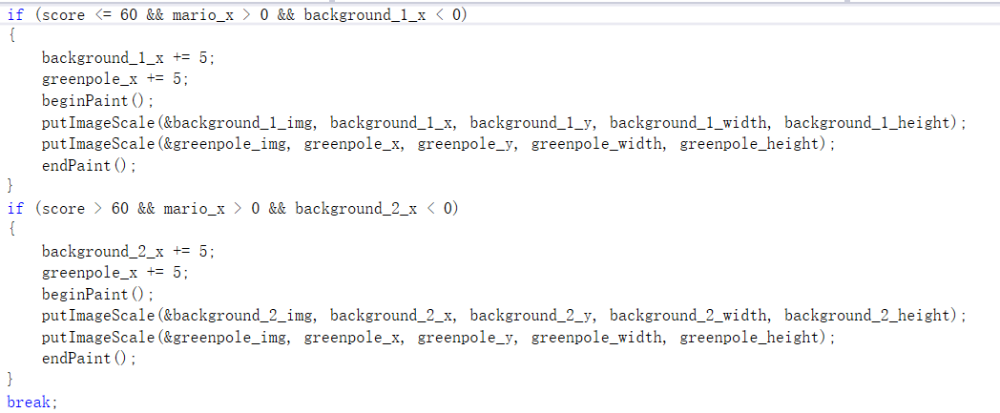 if (score <= 60 && mario_x > 0 && background_1_x < 0)
{
    background_1_x += 5;
    greenpole_x += 5;
    beginPaint();
    putImageScale(&background_1_img, background_1_x, background_1_y, background_1_width, background_1_height);
    putImageScale(&greenpole_img, greenpole_x, greenpole_y, greenpole_width, greenpole_height);
    endPaint();
}
if (score > 60 && mario_x > 0 && background_2_x < 0)
{
    background_2_x += 5;
    greenpole_x += 5;
    beginPaint();
    putImageScale(&background_2_img, background_2_x, background_2_y, background_2_width, background_2_height);
    putImageScale(&greenpole_img, greenpole_x, greenpole_y, greenpole_width, greenpole_height);
    endPaint();
}
break;